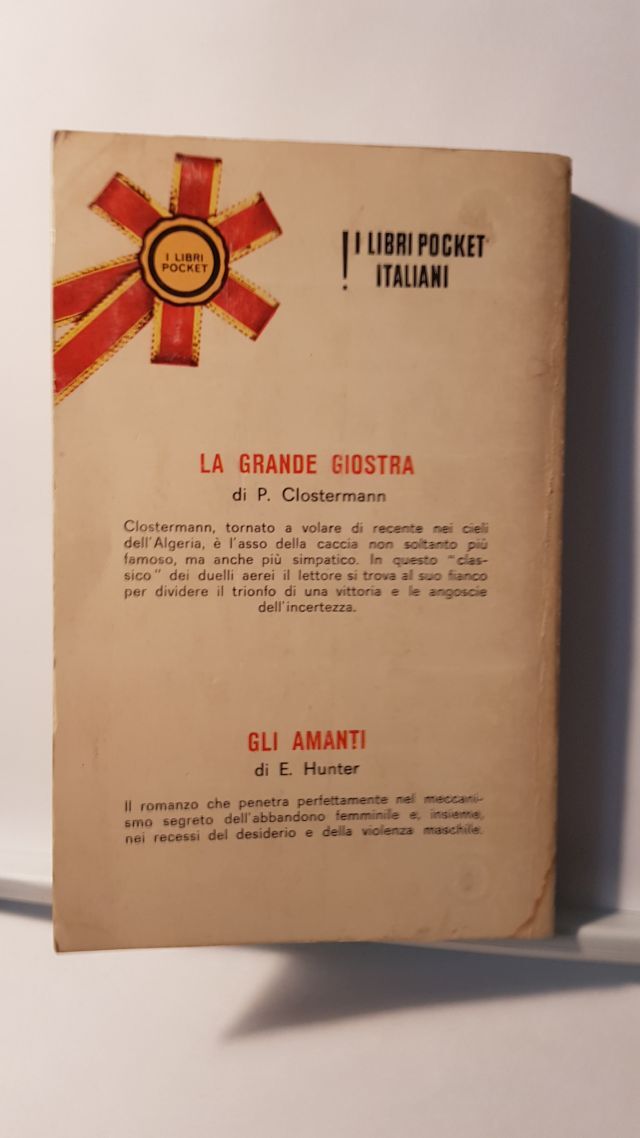 I LIBRI
POCKET
! I LIBRI POCKET
ITALIANI
LA GRANDE GIOSTRA
di P. Clostermann
Clostermann, tornato a volare di recente nei cieli
dell'Algeria, è l'asso della caccia non soltanto più
famoso, ma anche più simpatico. In questo "clas-
sico" dei duelli aerei il lettore si trova al suo fianco
per dividere il trionfo di una vittoria e le angoscie
dell'incertezza.
GLI AMANTI
di E. Hunter
Il romanzo che penetra perfettamente nel meccani-
smo segreto dell'abbandono femminile e, insieme,
nei recessi del desiderio e della violenza maschile.